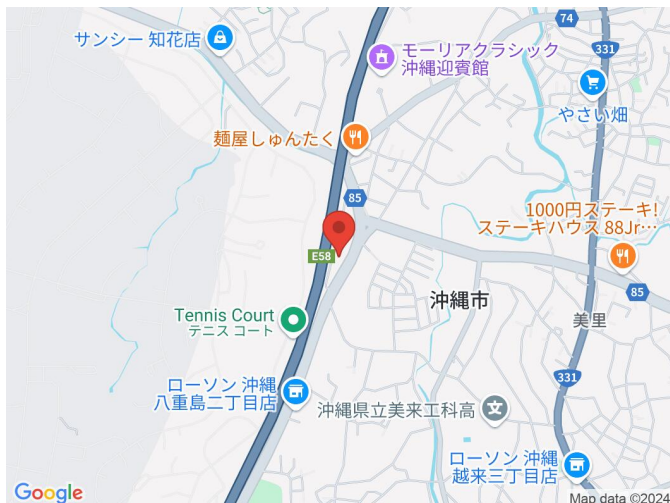 サンシー 知花店
モーリアクラシック
沖縄迎賓館
74
331
やさい畑
麺屋しゅんたく
85
1000円ステーキ!
ステーキハウス 88Jr…
E58
沖縄市
85
Tennis Court
テニス コート
美里
331
ローソン 沖縄
八重島二丁目店
沖縄県立美来工科高
文
ローソン 沖縄
越来三丁目店
Google
Map data ©2024